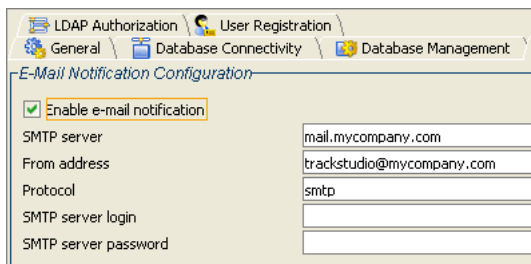 LDAP Authorization User Registration
General Database Connectivity Database Management
E-Mail Notification Configuration
Enable e-mail notification
SMTP server mail.mycompany.com
From address trackstudio@mycompany.com
Protocol smtp
SMTP server login
SMTP server password